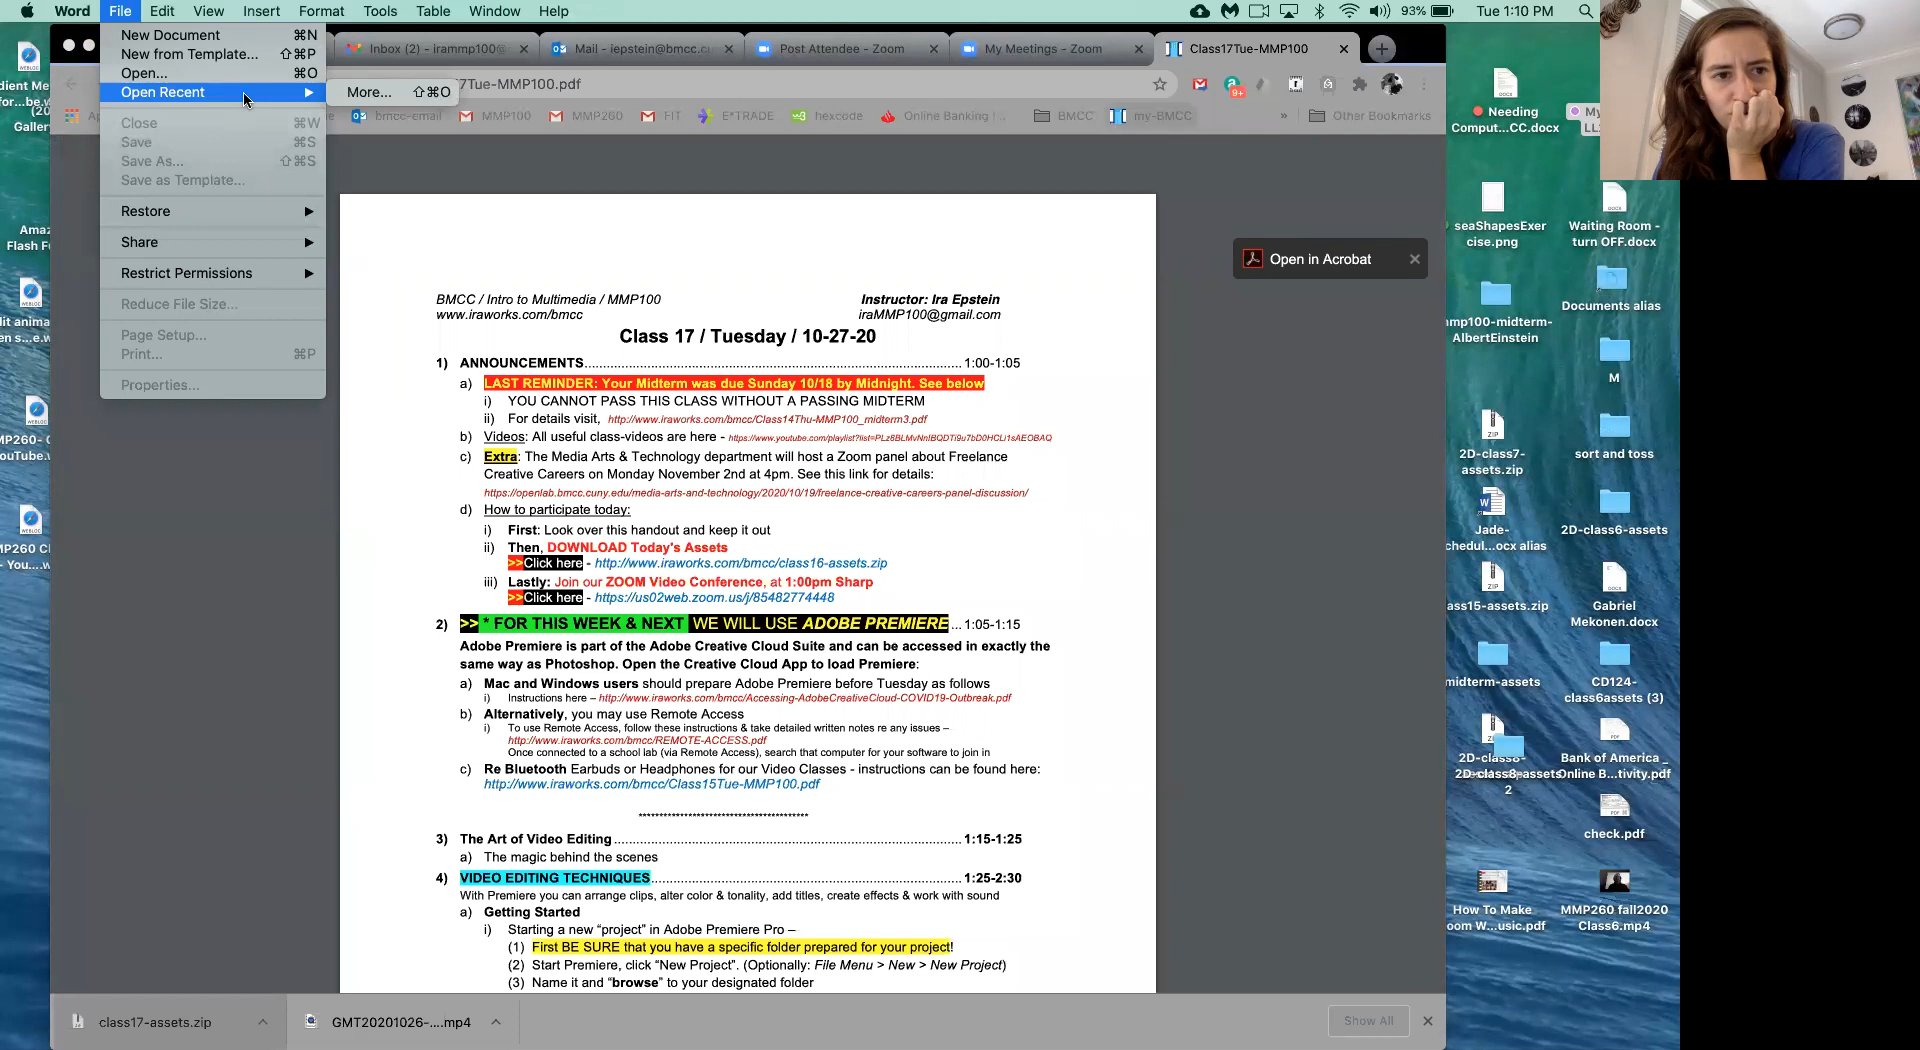 Word File Edit View Insert Format Tools Table Window Help 93% Tue 1:10 PM
New Document ⌘N
New from Template... ⇧⌘P
Open... ⌘O
Open Recent
More... ⇧⌘O
Close ⌘W
Save ⌘S
Save As... ⇧⌘S
Save as Template...
Restore
Share
Restrict Permissions
Reduce File Size...
Page Setup...
Print... ⌘P
Properties...
Inbox (2) - irammp100@
Mail - iepstein@bmcc.c
Post Attendee - Zoom
My Meetings - Zoom
Class17Tue-MMP100
17Tue-MMP100.pdf
9+
bmcc-email MMP100 MMP260 FIT E*TRADE hexcode Online Banking BMCC my-BMCC » Other Bookmarks
Open in Acrobat
BMCC / Intro to Multimedia / MMP100 Instructor: Ira Epstein
www.iraworks.com/bmcc iraMMP100@gmail.com
Class 17 / Tuesday / 10-27-20
1) ANNOUNCEMENTS 1:00-1:05
a) LAST REMINDER: Your Midterm was due Sunday 10/18 by Midnight. See below
i) YOU CANNOT PASS THIS CLASS WITHOUT A PASSING MIDTERM
ii) For details visit, http://www.iraworks.com/bmcc/Class14Thu-MMP100_midterm3.pdf
b) Videos: All useful class-videos are here -
c) Extra: The Media Arts & Technology department will host a Zoom panel about Freelance
Creative Careers on Monday November 2nd at 4pm. See this link for details:
https://openlab.bmcc.cuny.edu/media-arts-and-technology/2020/10/19/freelance-creative-careers-panel-discussion/
d) How to participate today:
i) First: Look over this handout and keep it out
ii) Then, DOWNLOAD Today's Assets
>>Click here - http://www.iraworks.com/bmcc/class16-assets.zip
iii) Lastly: Join our ZOOM Video Conference, at 1:00pm Sharp
>>Click here - https://us02web.zoom.us/j/85482774448
2) >> * FOR THIS WEEK & NEXT WE WILL USE ADOBE PREMIERE ... 1:05-1:15
Adobe Premiere is part of the Adobe Creative Cloud Suite and can be accessed in exactly the
same way as Photoshop. Open the Creative Cloud App to load Premiere:
a) Mac and Windows users should prepare Adobe Premiere before Tuesday as follows
i) Instructions here – http://www.iraworks.com/bmcc/Accessing-AdobeCreativeCloud-COVID19-Outbreak.pdf
b) Alternatively, you may use Remote Access
i) To use Remote Access, follow these instructions & take detailed written notes re any issues –
http://www.iraworks.com/bmcc/REMOTE-ACCESS.pdf
Once connected to a school lab (via Remote Access), search that computer for your software to join in
c) Re Bluetooth Earbuds or Headphones for our Video Classes - instructions can be found here:
http://www.iraworks.com/bmcc/Class15Tue-MMP100.pdf
3) The Art of Video Editing 1:15-1:25
a) The magic behind the scenes
4) VIDEO EDITING TECHNIQUES 1:25-2:30
With Premiere you can arrange clips, alter color & tonality, add titles, create effects & work with sound
a) Getting Started
i) Starting a new “project” in Adobe Premiere Pro –
(1) First BE SURE that you have a specific folder prepared for your project!
(2) Start Premiere, click “New Project”. (Optionally: File Menu > New > New Project)
(3) Name it and “browse” to your designated folder
class17-assets.zip
GMT20201026-....mp4
Show All
Needing
Comput...CC.docx
My
seaShapesExer
cise.png
Waiting Room -
turn OFF.docx
mp100-midterm-
AlbertEinstein
Documents alias
M
2D-class7-
assets.zip
sort and toss
Jade-
chedul...ocx alias
2D-class6-assets
ass15-assets.zip
Gabriel
Mekonen.docx
midterm-assets
CD124-
class6assets (3)
2D-class8-
2D-class8-assets
2
Bank of America _
Online B...tivity.pdf
check.pdf
How To Make
oom W...usic.pdf
MMP260 fall2020
Class6.mp4